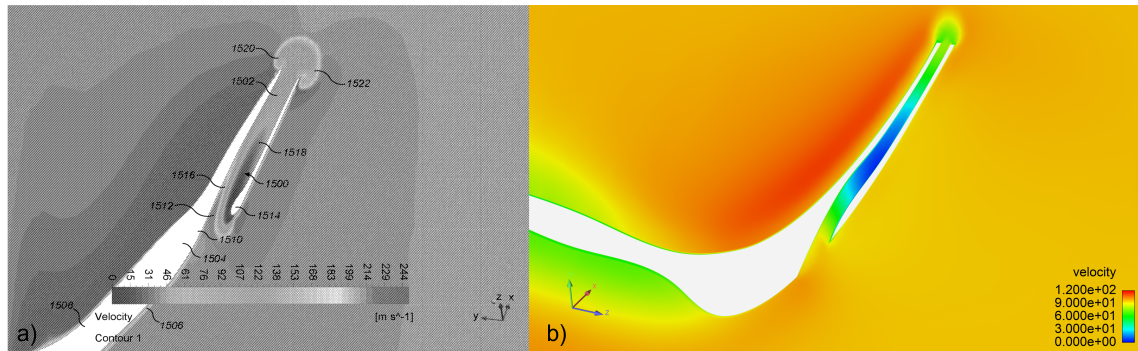 1520
1502
1522
1518
1516
1500
1512
1514
1510
1504
0 15 31 46 61 76 92 107 122 138 153 168 183 199 214 229 244
[m s^-1]
Velocity
Contour 1
1506
1506
z x
y
a)
x
z
velocity
1.200e+02
9.000e+01
6.000e+01
3.000e+01
0.000e+00
b)